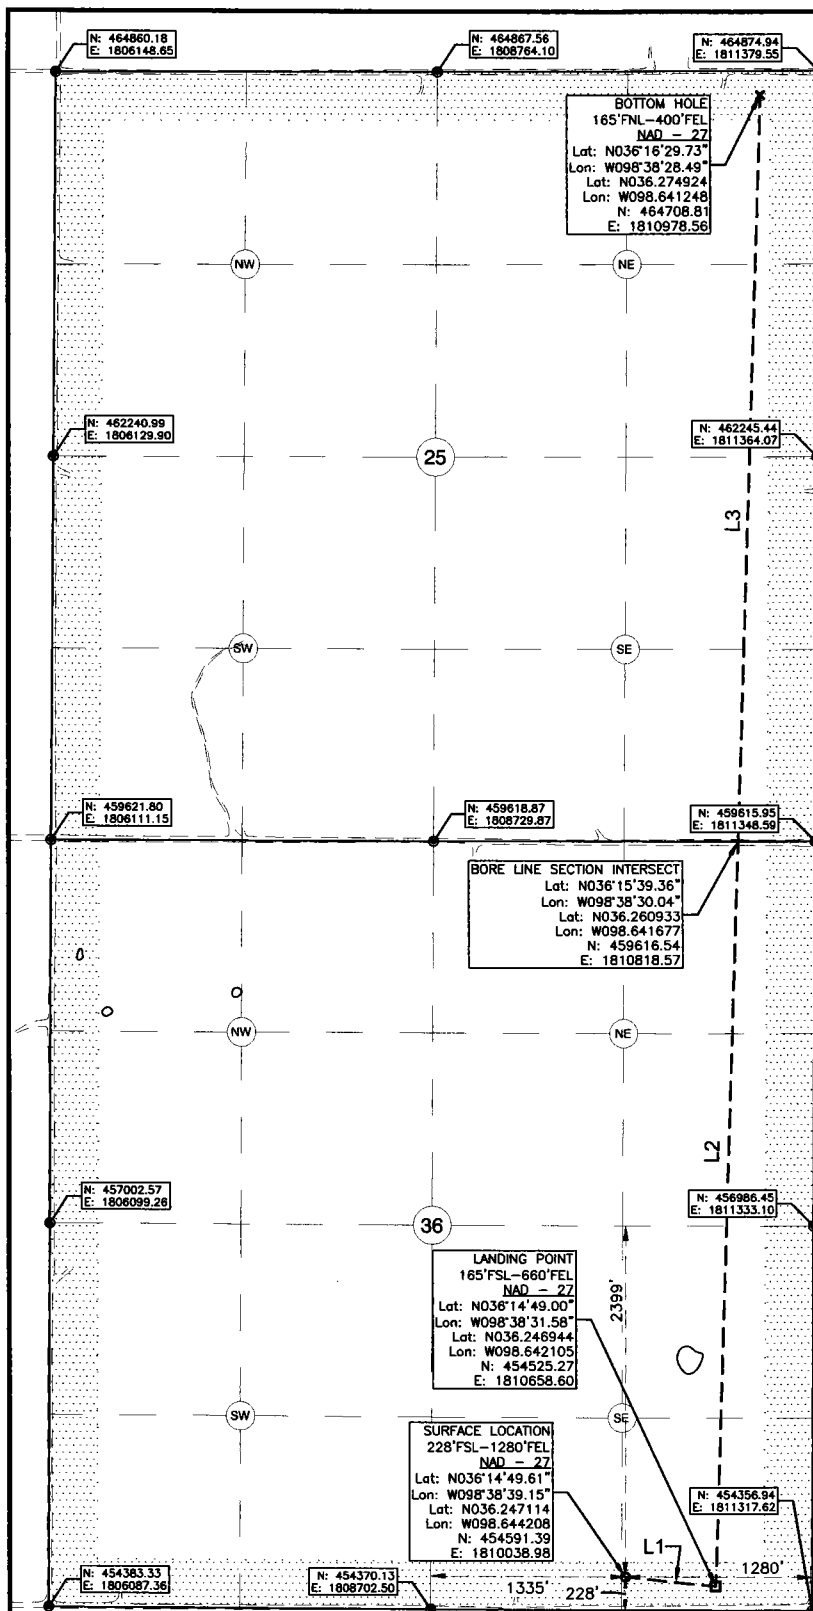 N: 464860.18
E: 1806148.65
N: 464867.56
E: 1808764.10
N: 464874.94
E: 1811379.55
BOTTOM HOLE
165'FNL-400'FEL
NAD - 27
Lat: N036°16'29.73"
Lon: W098°38'28.49"
Lat: N036.274924
Lon: W098.641248
N: 464708.81
E: 1810978.56
NW
NE
N: 462240.99
E: 1806129.90
25
N: 462245.44
E: 1811364.07
L3
SW
SE
N: 459621.80
E: 1806111.15
N: 459618.87
E: 1808729.87
N: 459615.95
E: 1811348.59
BORE LINE SECTION INTERSECT
Lat: N036°15'39.36"
Lon: W098°38'30.04"
Lat: N036.260933
Lon: W098.641677
N: 459616.54
E: 1810818.57
NW
NE
L2
N: 457002.57
E: 1806099.26
36
N: 456986.45
E: 1811333.10
LANDING POINT
165'FSL-660'FEL
NAD - 27
Lat: N036°14'49.00"
Lon: W098°38'31.58"
Lat: N036.246944
Lon: W098.642105
N: 454525.27
E: 1810658.60
2399'
SW
SE
SURFACE LOCATION
228'FSL-1280'FEL
NAD - 27
Lat: N036°14'49.61"
Lon: W098°38'39.15"
Lat: N036.247114
Lon: W098.644208
N: 454591.39
E: 1810038.98
N: 454356.94
E: 1811317.62
L1
N: 454383.33
E: 1806087.36
N: 454370.13
E: 1808702.50
1335'
228'
1280'